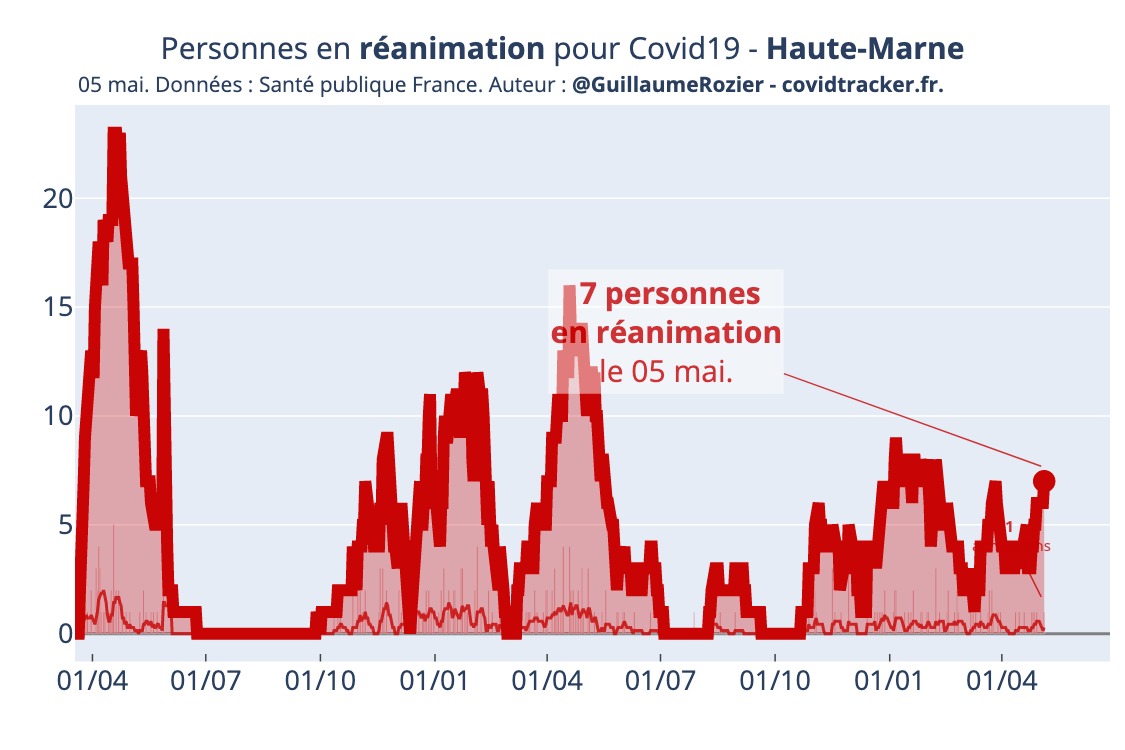 Personnes en réanimation pour Covid19 - Haute-Marne
05 mai. Données : Santé publique France. Auteur : @GuillaumeRozier - covidtracker.fr.
20
15
10
5
0
7 personnes
en réanimation
le 05 mai.
1
01/04 01/07 01/10 01/01 01/04 01/07 01/10 01/01 01/04